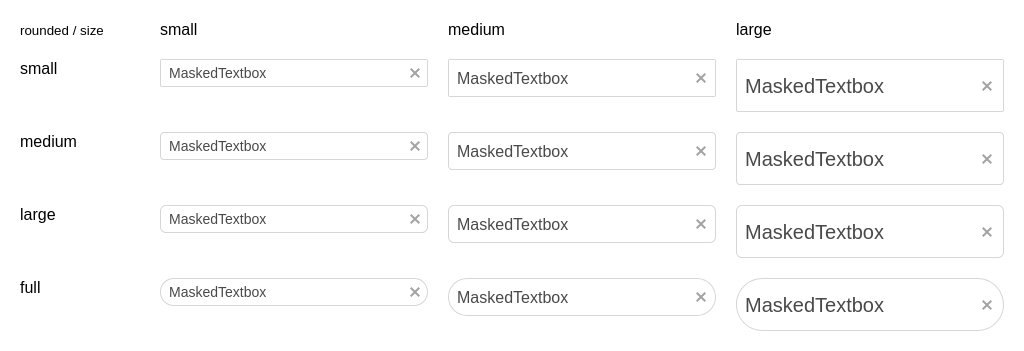 rounded / size small medium large
small MaskedTextbox ✕ MaskedTextbox ✕ MaskedTextbox ✕
medium MaskedTextbox ✕ MaskedTextbox ✕ MaskedTextbox ✕
large MaskedTextbox ✕ MaskedTextbox ✕ MaskedTextbox ✕
full MaskedTextbox ✕ MaskedTextbox ✕ MaskedTextbox ✕